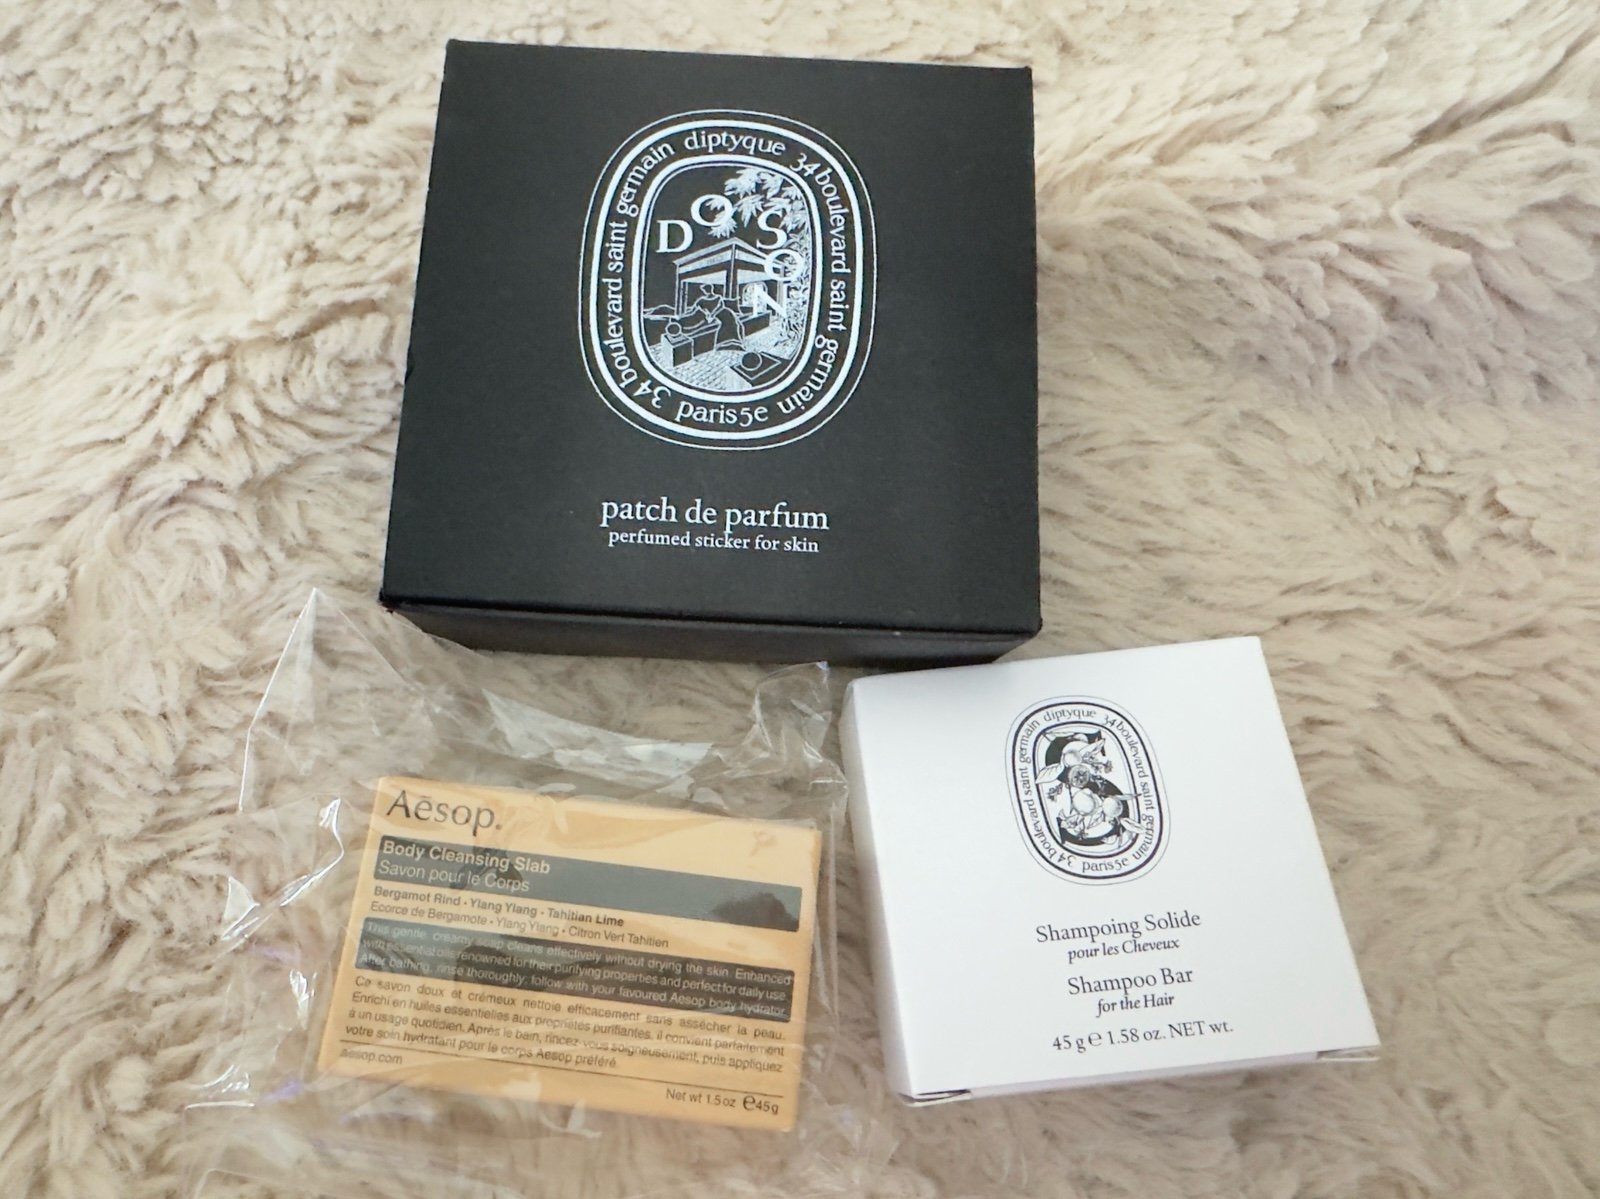 diptyque 34 boulevard saint germain paris5e 34 boulevard saint germain
DO SON
patch de parfum
perfumed sticker for skin
Aēsop.
Body Cleansing Slab
Savon pour le Corps
Bergamot Rind · Ylang Ylang · Tahitian Lime
Ecorce de Bergamote · Ylang Ylang · Citron Vert Tahitien
This gentle, creamy soap cleans effectively without drying the skin. Enhanced
with essential oils renowned for their purifying properties and perfect for daily use.
After bathing, rinse thoroughly; follow with your favoured Aesop body hydrator.
Ce savon doux et crémeux nettoie efficacement sans assécher la peau.
Enrichi en huiles essentielles aux propriétés purifiantes, il convient parfaitement
à un usage quotidien. Après le bain, rincez-vous soigneusement, puis appliquez
votre soin hydratant pour le corps Aesop préféré.
aesop.com
Net wt 1.5 oz ℮45g
diptyque 34 boulevard saint germain paris5e 34 boulevard saint germain
Shampoing Solide
pour les Cheveux
Shampoo Bar
for the Hair
45 g ℮ 1.58 oz. NET wt.